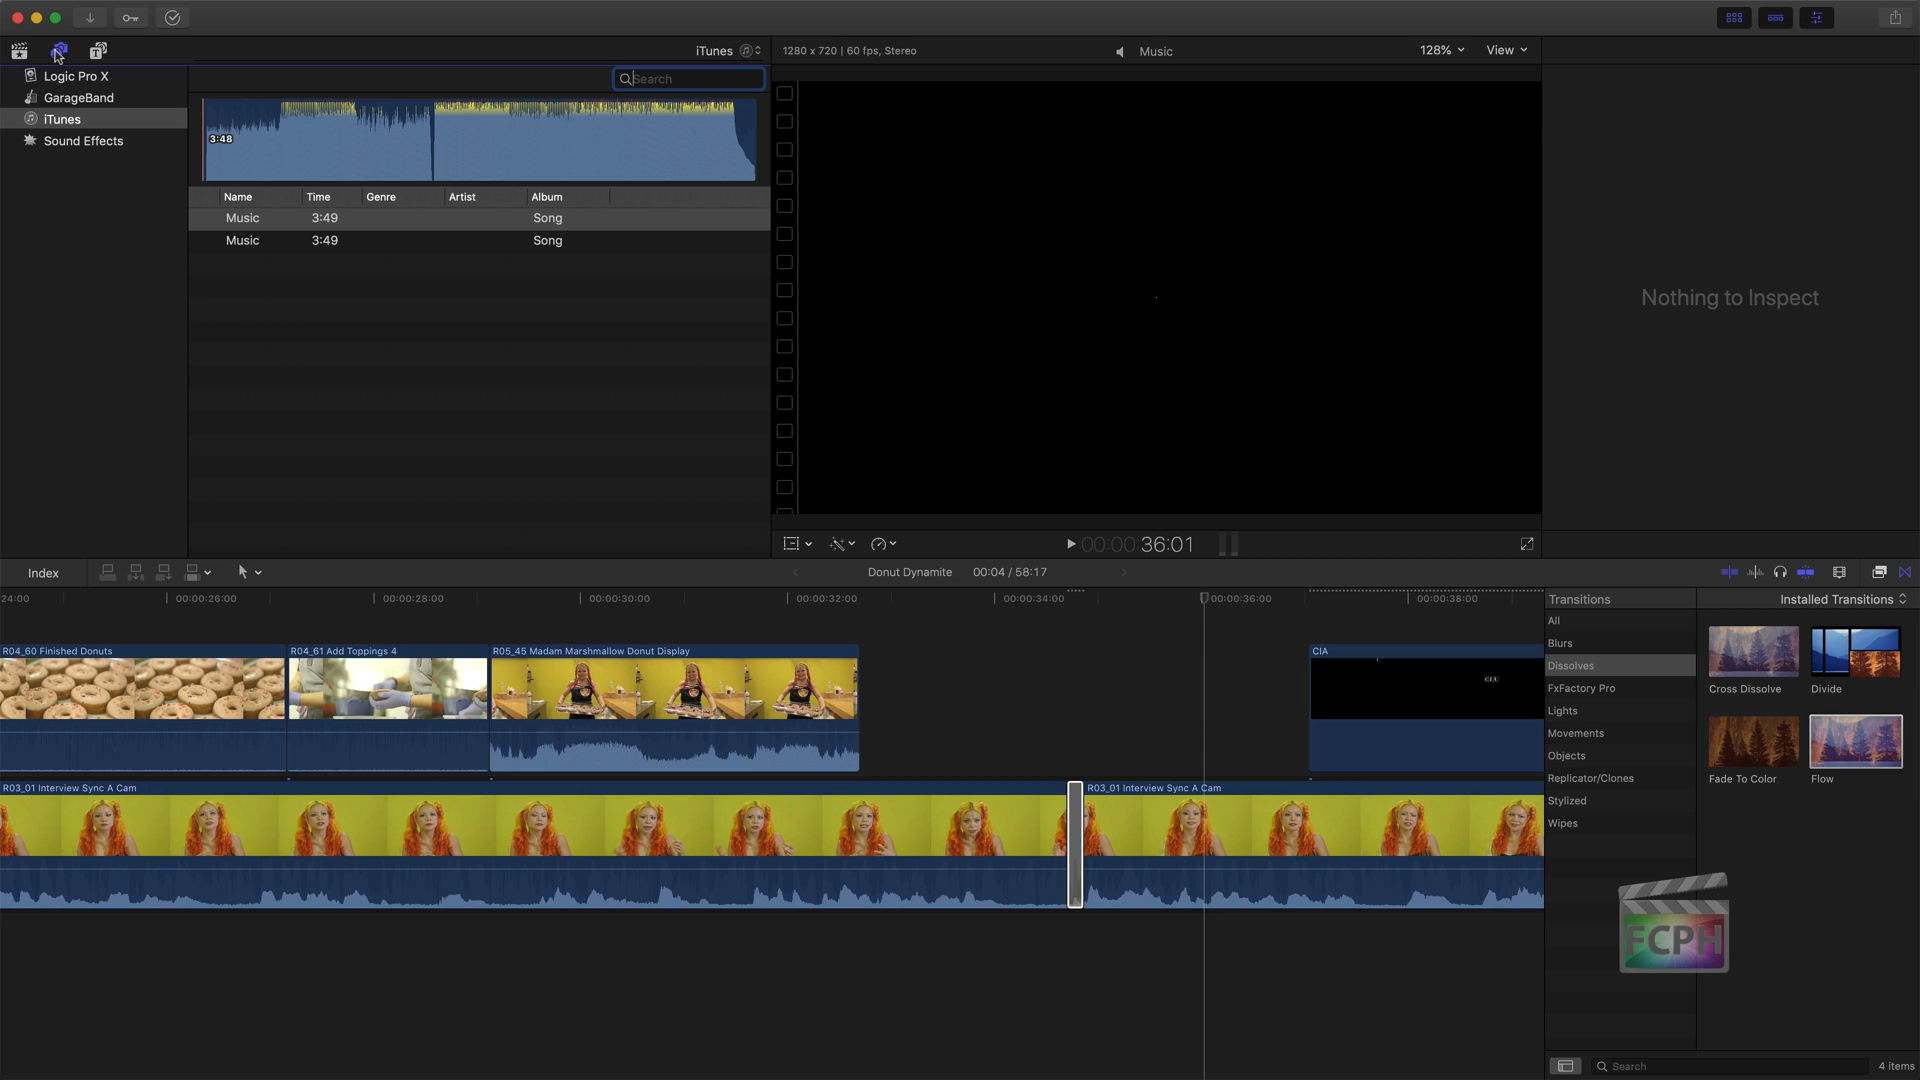 iTunes
1280 x 720 | 60 fps, Stereo
Music
128%
View
Logic Pro X
GarageBand
iTunes
Sound Effects
Search
3:48
Name Time Genre Artist Album
Music 3:49 Song
Music 3:49 Song
Nothing to Inspect
00:00:36:01
Index
Donut Dynamite
00:04 / 58:17
24:00
00:00:26:00
00:00:28:00
00:00:30:00
00:00:32:00
00:00:34:00
00:00:36:00
00:00:38:00
R04_60 Finished Donuts
R04_61 Add Toppings 4
R05_45 Madam Marshmallow Donut Display
CIA
CIA
R03_01 Interview Sync A Cam
R03_01 Interview Sync A Cam
Transitions
Installed Transitions
All
Blurs
Dissolves
FxFactory Pro
Lights
Movements
Objects
Replicator/Clones
Stylized
Wipes
Cross Dissolve
Divide
Fade To Color
Flow
FCPH
Search
4 items